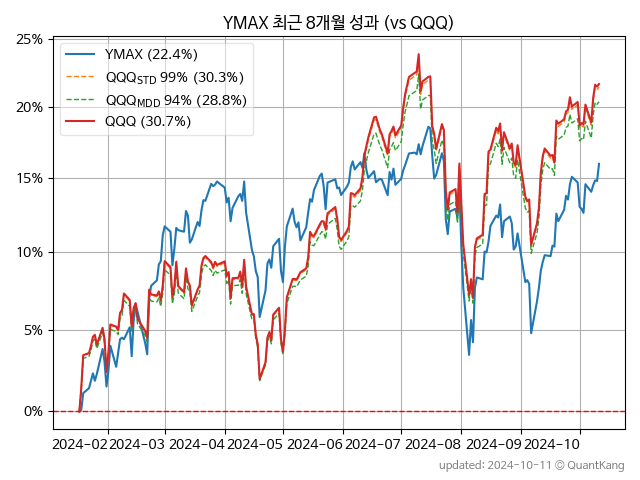 YMAX 최근 8개월 성과 (vs QQQ)
25%
20%
15%
10%
5%
0%
YMAX (22.4%)
QQQSTD 99% (30.3%)
QQQMDD 94% (28.8%)
QQQ (30.7%)
2024-02 2024-03 2024-04 2024-05 2024-06 2024-07 2024-08 2024-09 2024-10
updated: 2024-10-11 © QuantKang